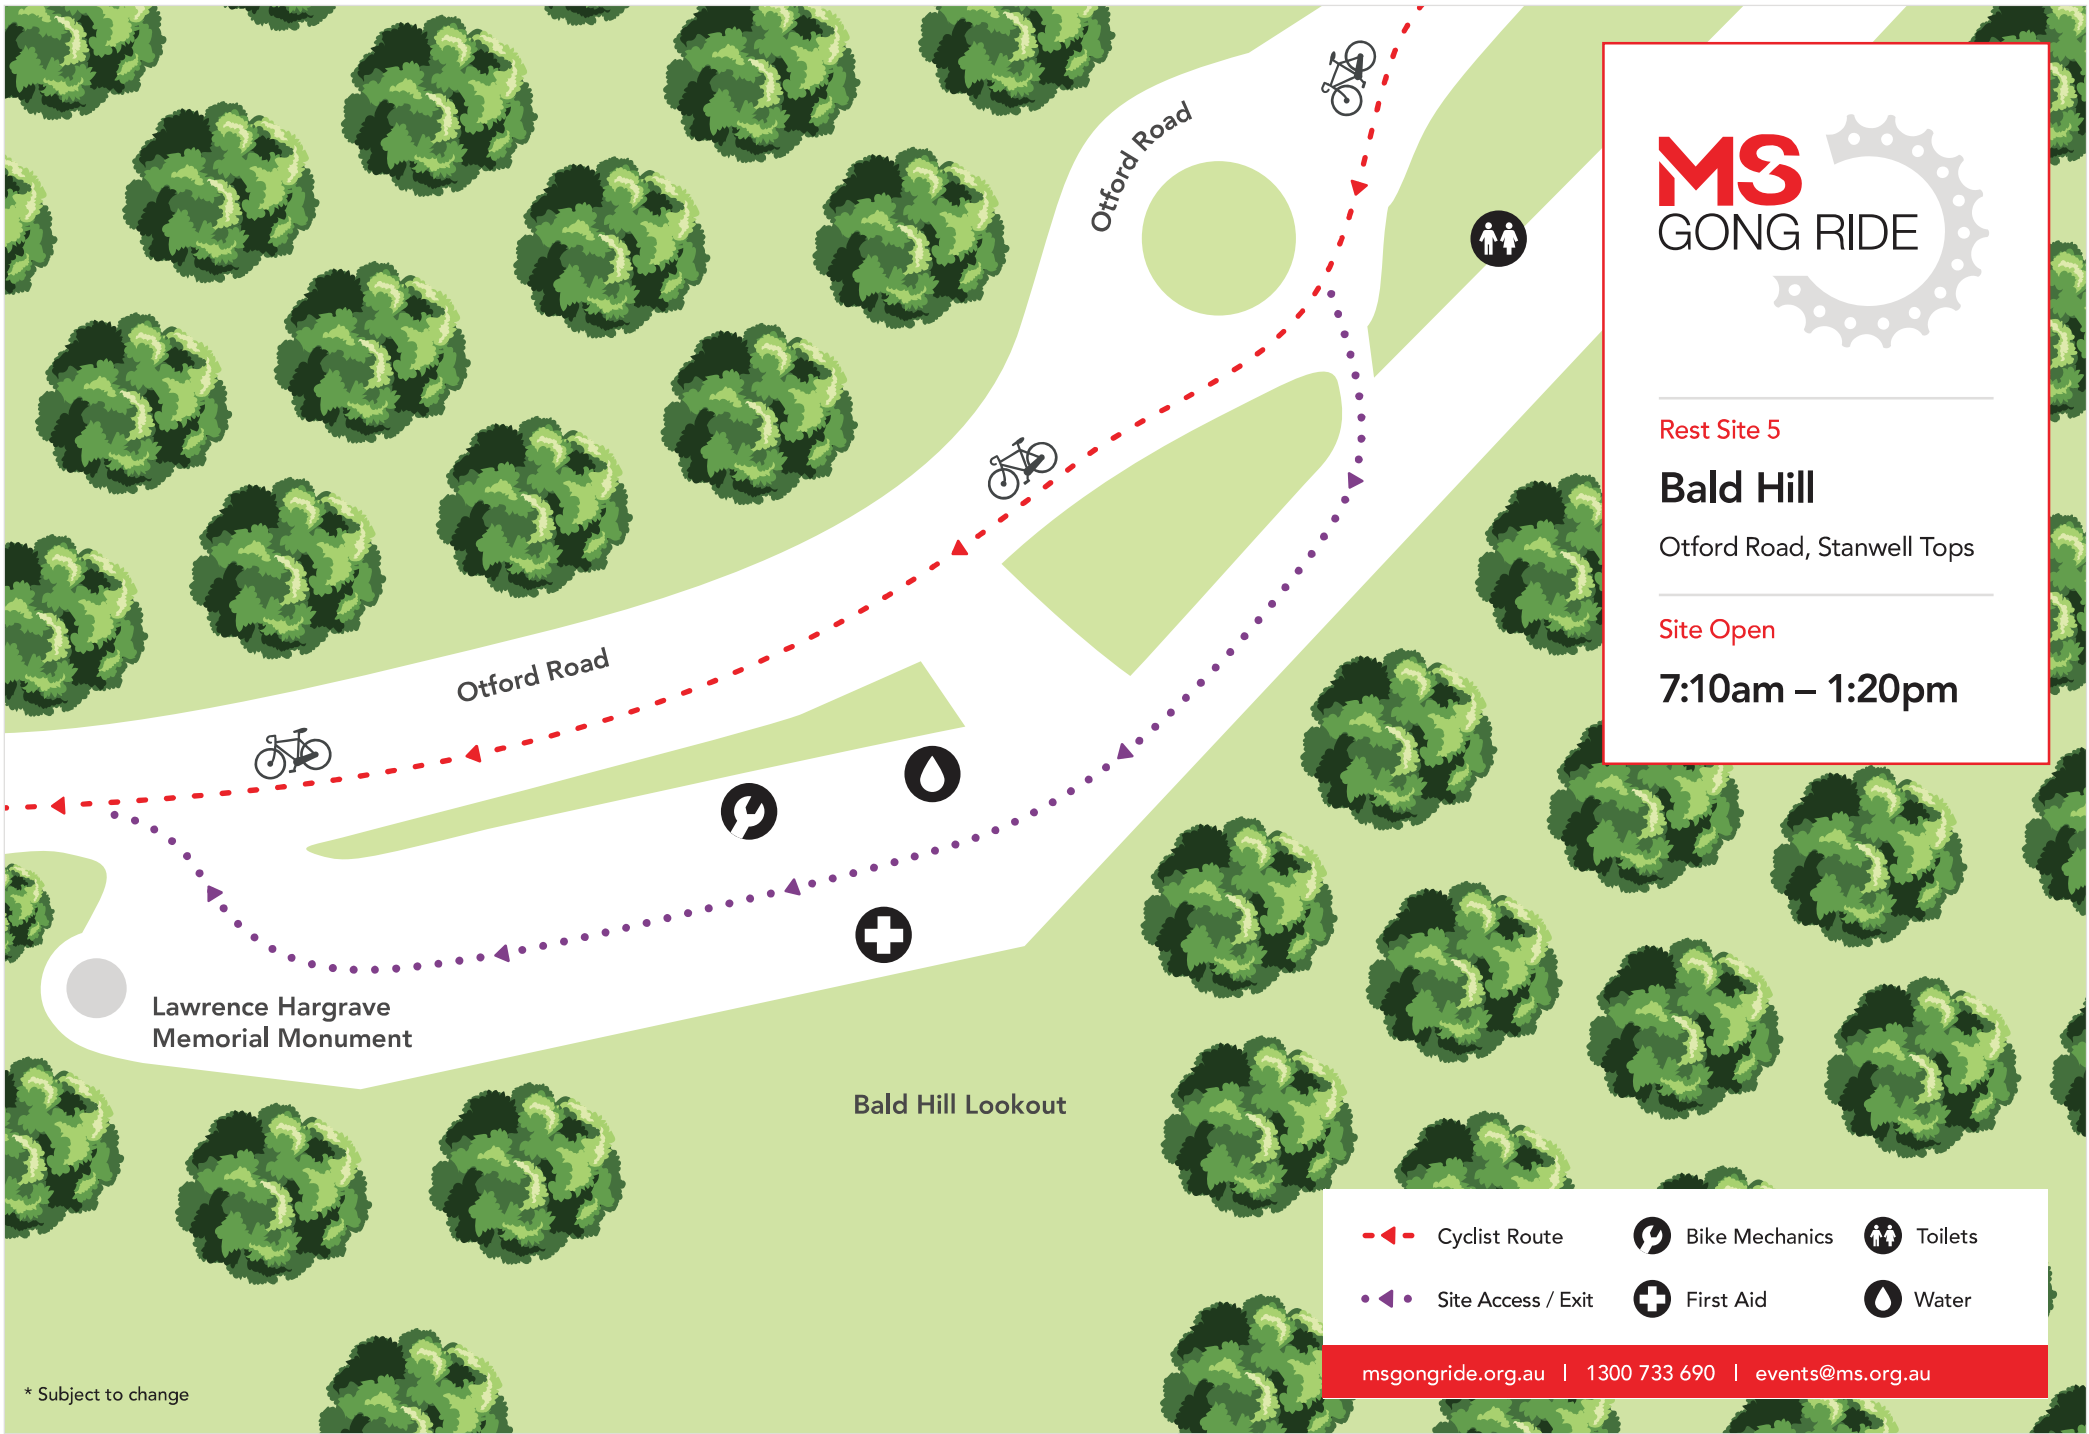 Otford Road
MS
GONG RIDE
Rest Site 5
Bald Hill
Otford Road, Stanwell Tops
Site Open
7:10am – 1:20pm
Otford Road
Lawrence Hargrave
Memorial Monument
Bald Hill Lookout
Cyclist Route
Bike Mechanics
Toilets
Site Access / Exit
First Aid
Water
msgongride.org.au | 1300 733 690 | events@ms.org.au
* Subject to change